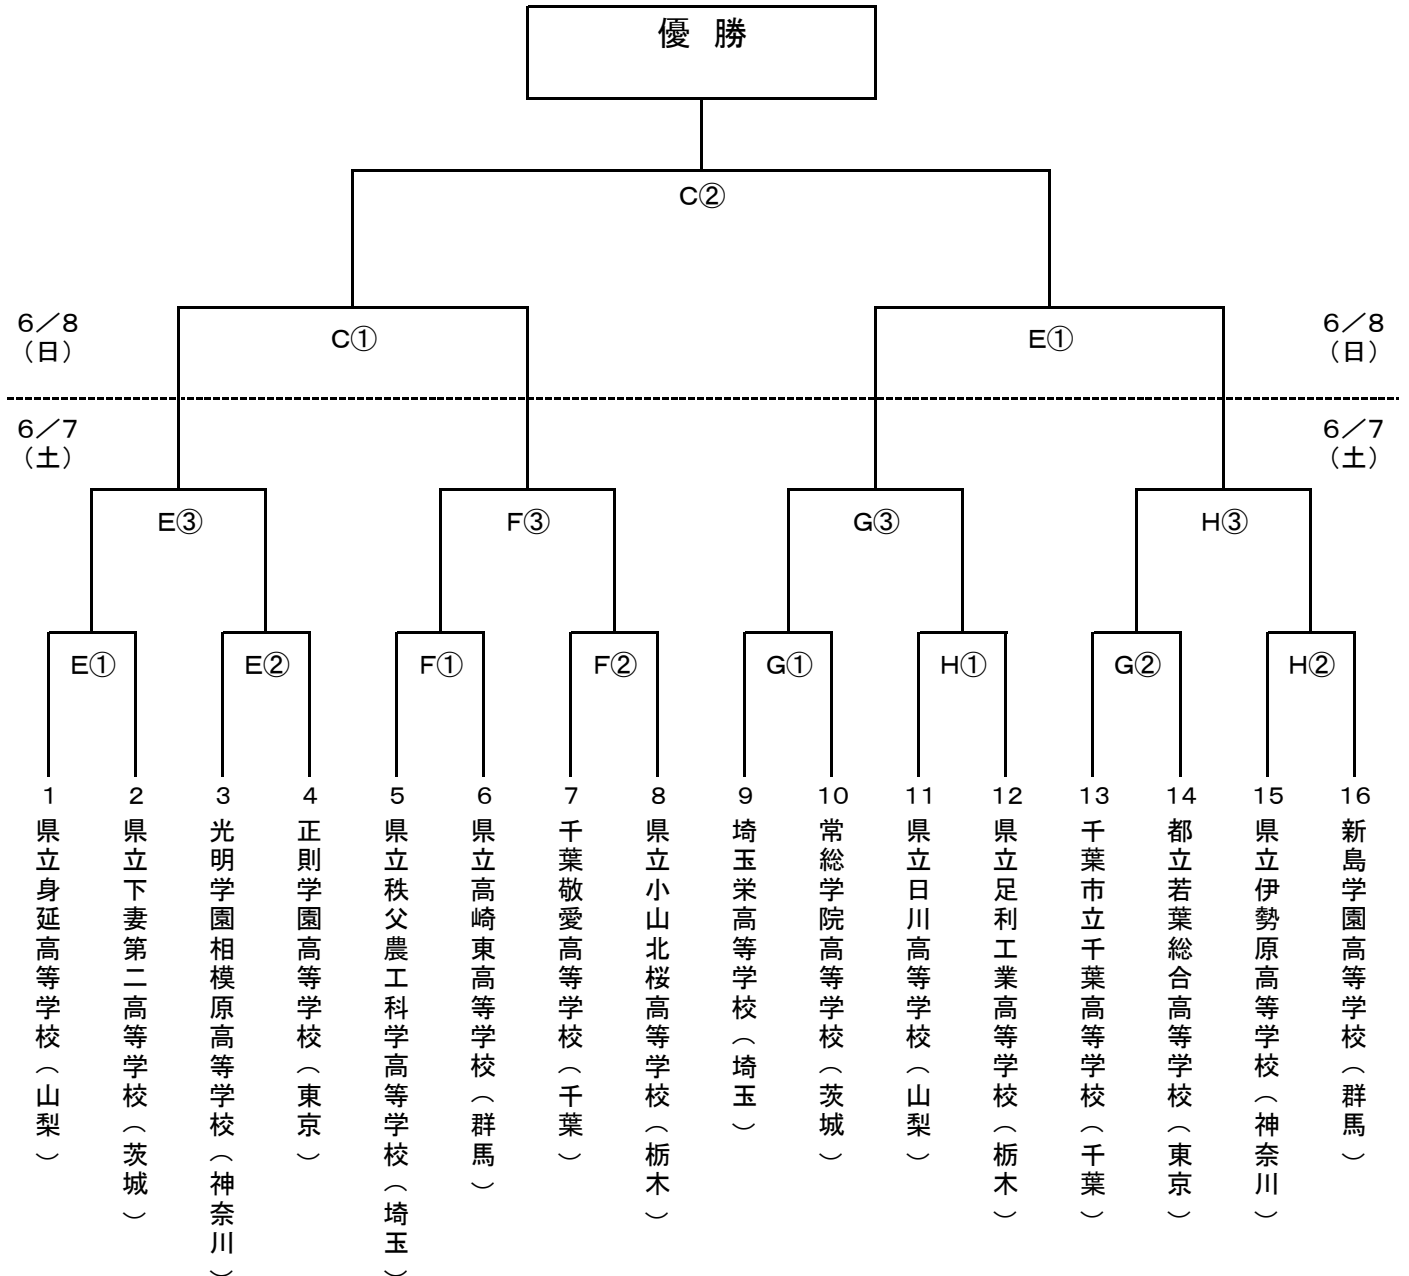 優 勝
C②
6／8
（日）
C①
E①
6／8
（日）
6／7
（土）
6／7
（土）
E③
F③
G③
H③
E①
E②
F①
F②
G①
H①
G②
H②
1
県立身延高等学校（山梨）
2
県立下妻第二高等学校（茨城）
3
光明学園相模原高等学校（神奈川）
4
正則学園高等学校（東京）
5
県立秩父農工科学高等学校（埼玉）
6
県立高崎東高等学校（群馬）
7
千葉敬愛高等学校（千葉）
8
県立小山北桜高等学校（栃木）
9
埼玉栄高等学校（埼玉）
10
常総学院高等学校（茨城）
11
県立日川高等学校（山梨）
12
県立足利工業高等学校（栃木）
13
千葉市立千葉高等学校（千葉）
14
都立若葉総合高等学校（東京）
15
県立伊勢原高等学校（神奈川）
16
新島学園高等学校（群馬）